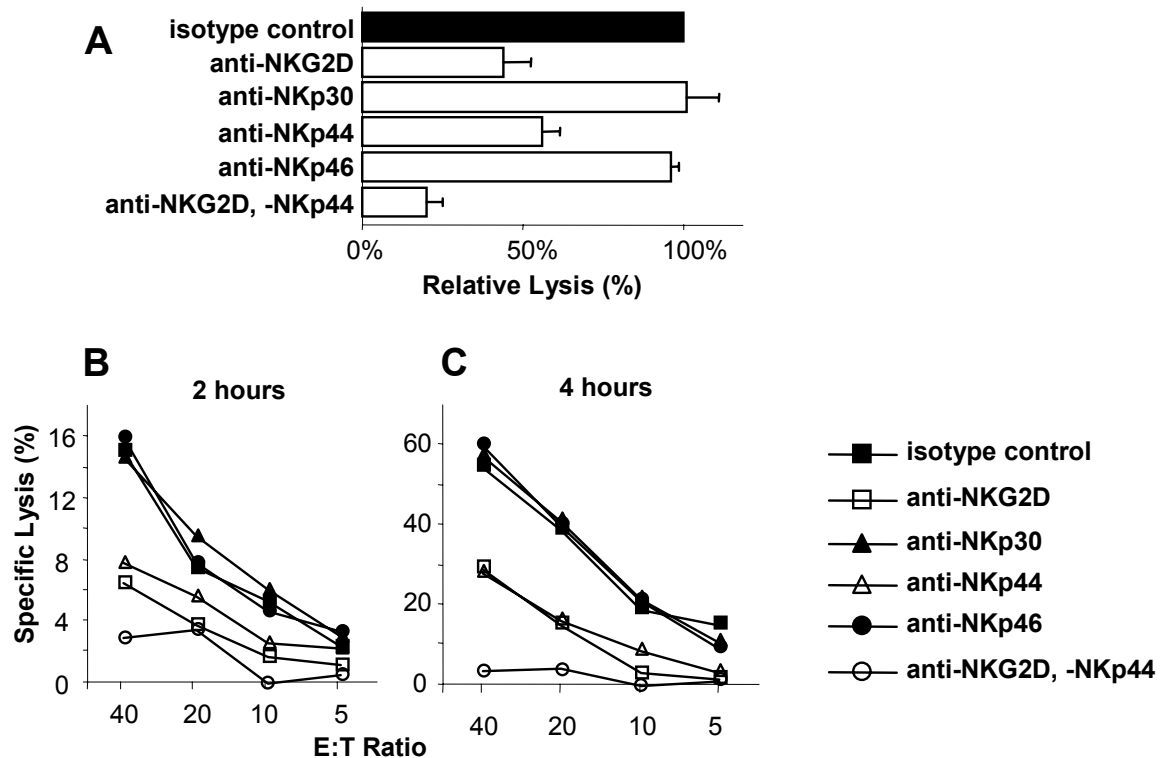 A
isotype control
anti-NKG2D
anti-NKp30
anti-NKp44
anti-NKp46
anti-NKG2D, -NKp44
0% 50% 100%
Relative Lysis (%)
B
2 hours
Specific Lysis (%)
16
12
8
4
0
40 20 10 5
C
4 hours
60
40
20
0
40 20 10 5
E:T Ratio
isotype control
anti-NKG2D
anti-NKp30
anti-NKp44
anti-NKp46
anti-NKG2D, -NKp44